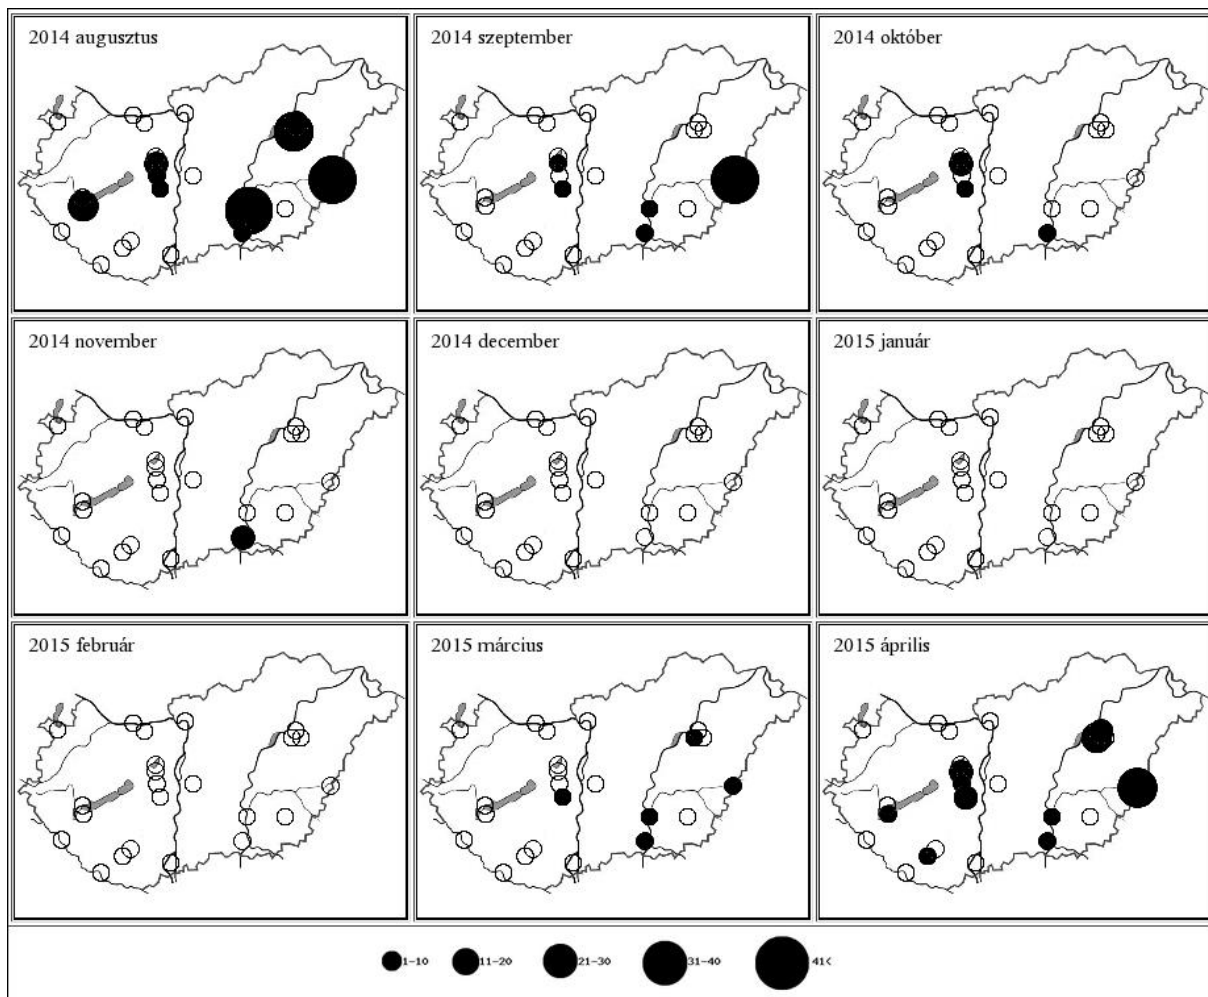 2014 augusztus
2014 szeptember
2014 október
2014 november
2014 december
2015 január
2015 február
2015 március
2015 április
1-10
11-20
21-30
31-40
41<